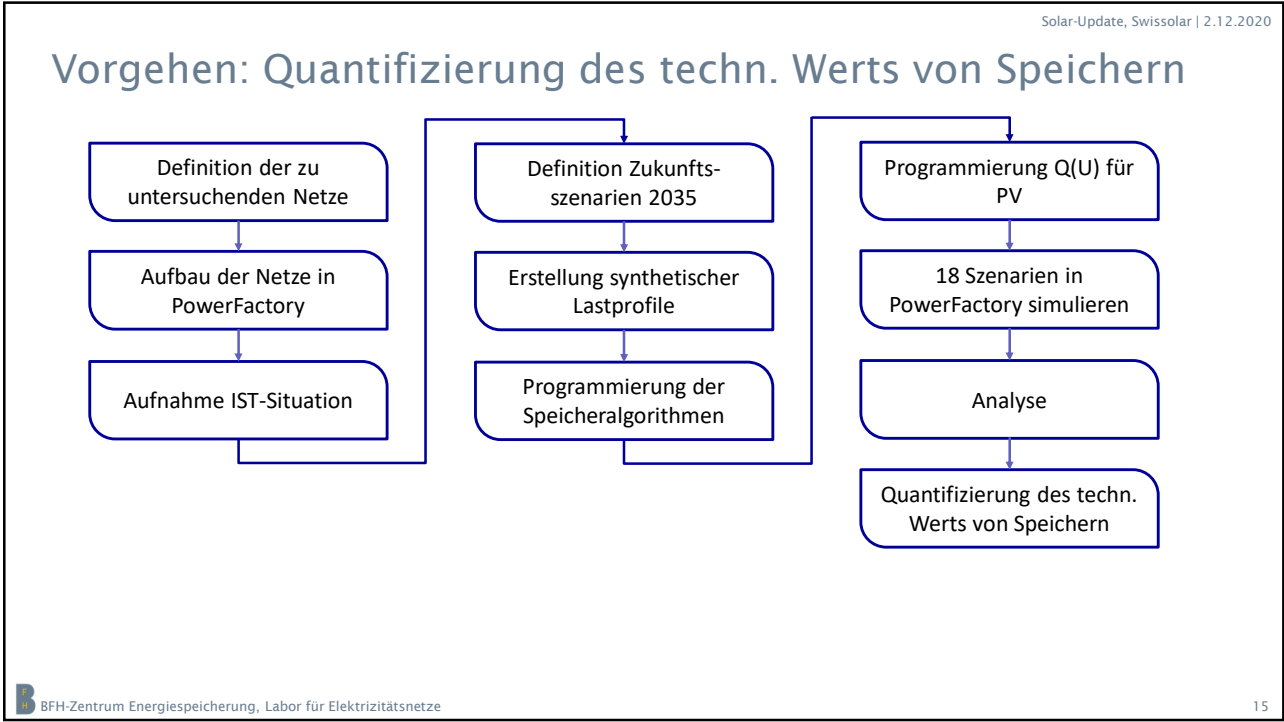 Solar-Update, Swissolar | 2.12.2020
Vorgehen: Quantifizierung des techn. Werts von Speichern
Definition der zu
untersuchenden Netze
Aufbau der Netze in
PowerFactory
Aufnahme IST-Situation
Definition Zukunfts-
szenarien 2035
Erstellung synthetischer
Lastprofile
Programmierung der
Speicheralgorithmen
Programmierung Q(U) für
PV
18 Szenarien in
PowerFactory simulieren
Analyse
Quantifizierung des techn.
Werts von Speichern
B F H BFH-Zentrum Energiespeicherung, Labor für Elektrizitätsnetze
15